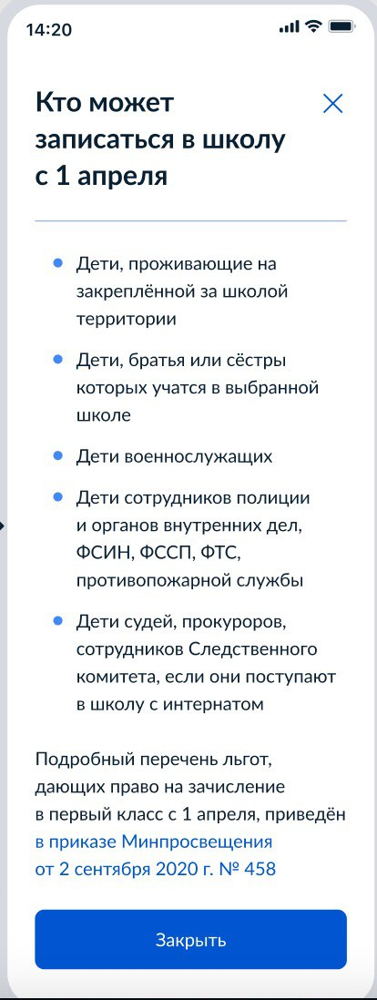 14:20
Кто может
записаться в школу
с 1 апреля
Дети, проживающие на
закреплённой за школой
территории
Дети, братья или сёстры
которых учатся в выбранной
школе
Дети военнослужащих
Дети сотрудников полиции
и органов внутренних дел,
ФСИН, ФССП, ФТС,
противопожарной службы
Дети судей, прокуроров,
сотрудников Следственного
комитета, если они поступают
в школу с интернатом
Подробный перечень льгот,
дающих право на зачисление
в первый класс с 1 апреля, приведён
в приказе Минпросвещения
от 2 сентября 2020 г. № 458
Закрыть